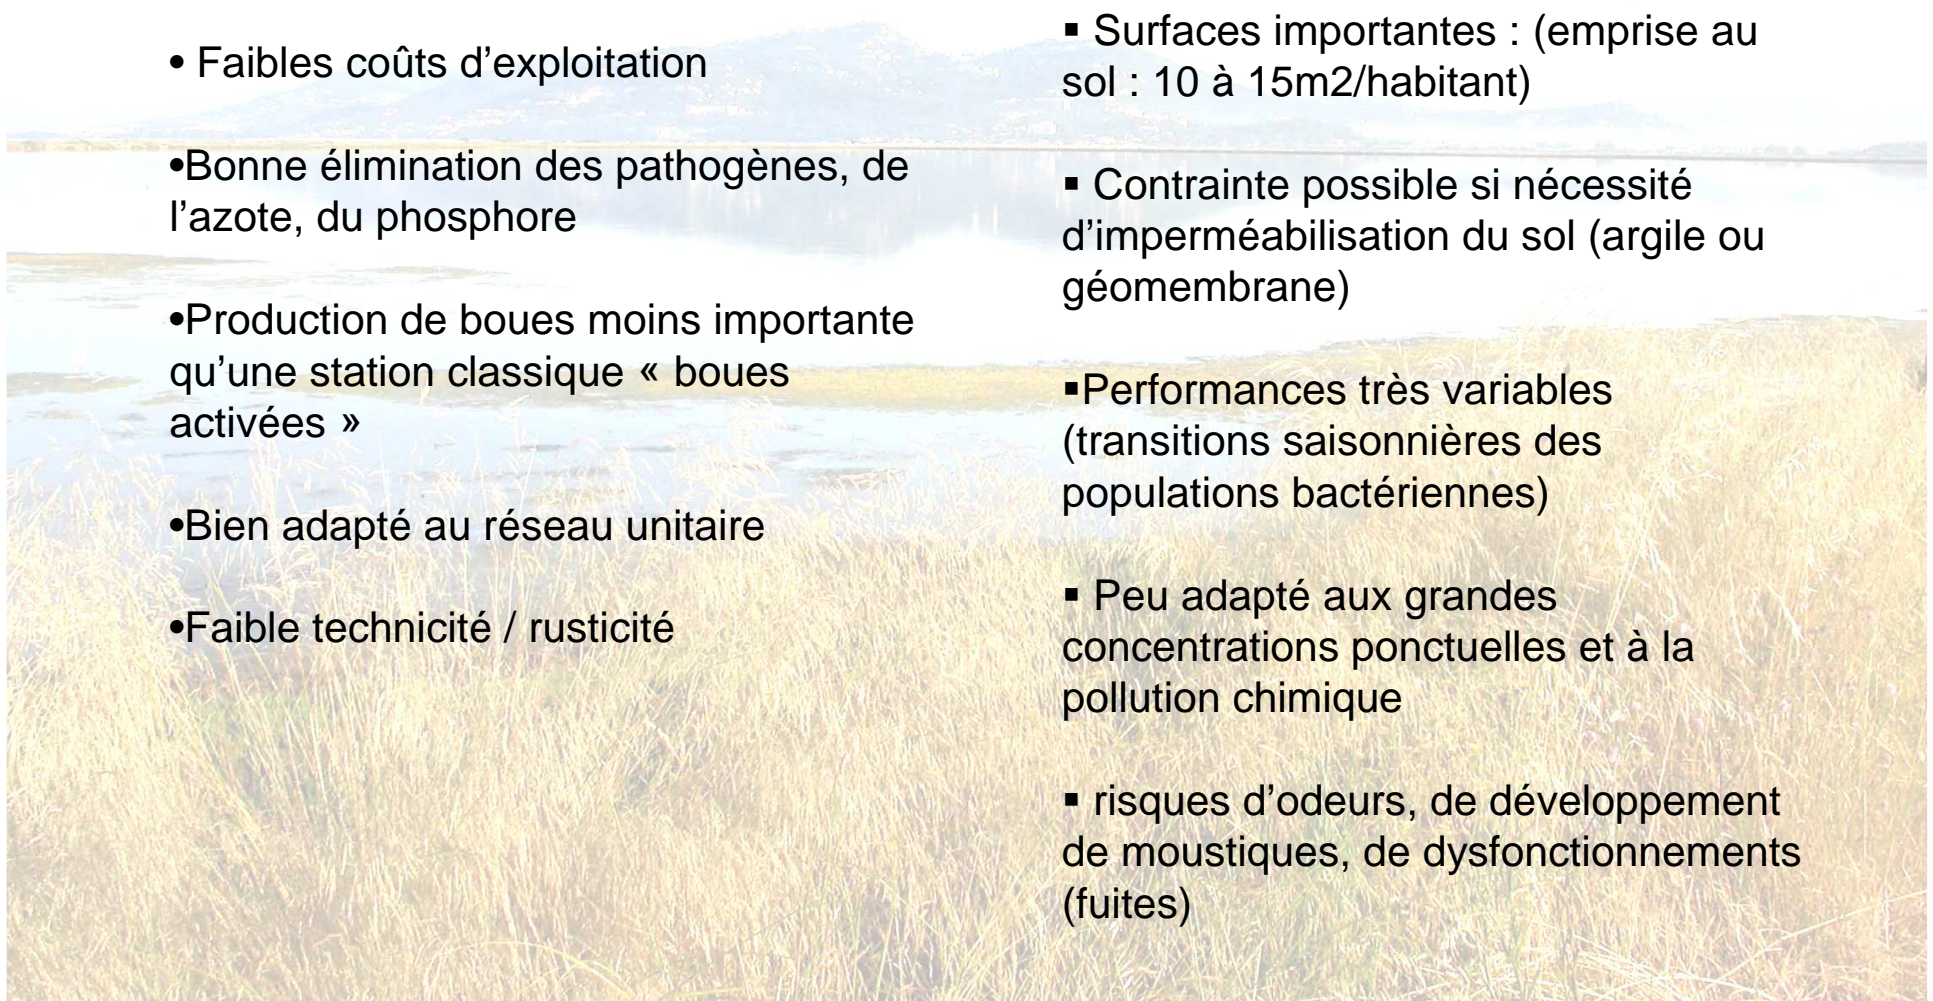 • Faibles coûts d’exploitation
•Bonne élimination des pathogènes, de
l’azote, du phosphore
•Production de boues moins importante
qu’une station classique « boues
activées »
•Bien adapté au réseau unitaire
•Faible technicité / rusticité
▪ Surfaces importantes : (emprise au
sol : 10 à 15m2/habitant)
▪ Contrainte possible si nécessité
d’imperméabilisation du sol (argile ou
géomembrane)
▪Performances très variables
(transitions saisonnières des
populations bactériennes)
▪ Peu adapté aux grandes
concentrations ponctuelles et à la
pollution chimique
▪ risques d’odeurs, de développement
de moustiques, de dysfonctionnements
(fuites)